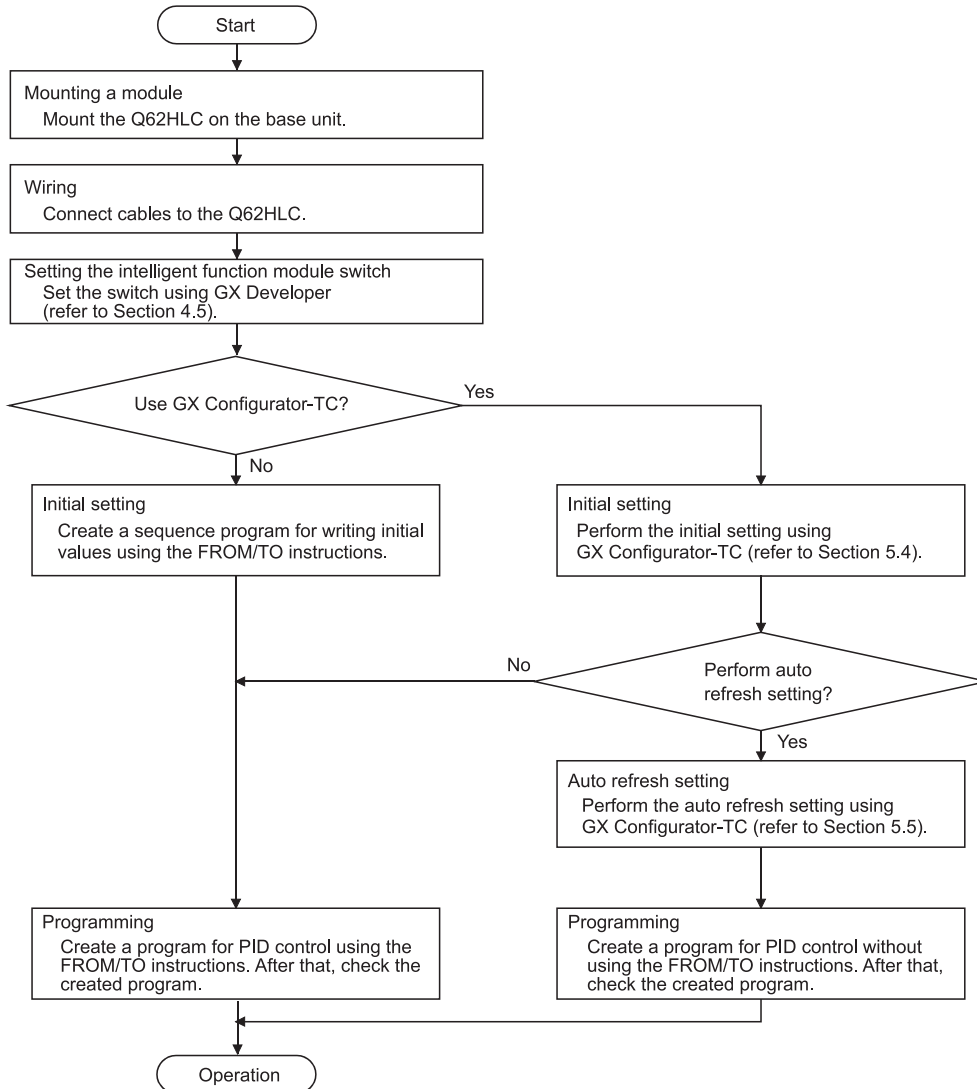 Start
Mounting a module
Mount the Q62HLC on the base unit.
Wiring
Connect cables to the Q62HLC.
Setting the intelligent function module switch
Set the switch using GX Developer
(refer to Section 4.5).
Use GX Configurator-TC?
Yes
No
Initial setting
Create a sequence program for writing initial
values using the FROM/TO instructions.
Initial setting
Perform the initial setting using
GX Configurator-TC (refer to Section 5.4).
No
Perform auto
refresh setting?
Yes
Auto refresh setting
Perform the auto refresh setting using
GX Configurator-TC (refer to Section 5.5).
Programming
Create a program for PID control using the
FROM/TO instructions. After that, check the
created program.
Programming
Create a program for PID control without
using the FROM/TO instructions. After that,
check the created program.
Operation